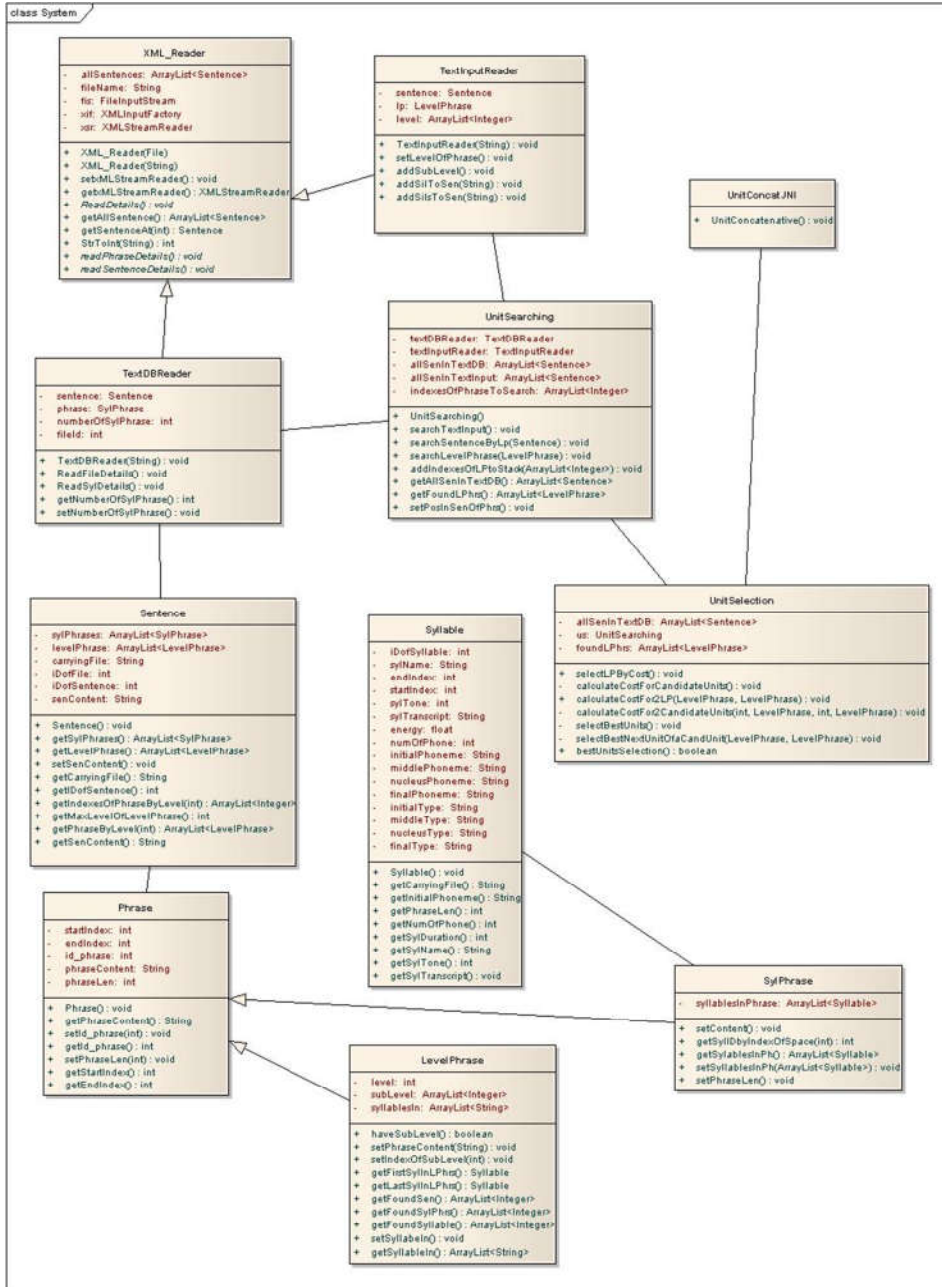 class System
XML_Reader
- allSentences: ArrayList<Sentence>
- fileName: String
- fis: FileInputStream
- xif: XMLInputFactory
- xsr: XMLStreamReader
+ XML_Reader(File)
+ XML_Reader(String)
+ setxMLStreamReader() : void
+ getxMLStreamReader() : XMLStreamReader
+ ReadDetails() : void
+ getAllSentence() : ArrayList<Sentence>
+ getSentenceAt(int) : Sentence
+ StrToInt(String) : int
+ readPhraseDetails() : void
+ readSentenceDetails() : void
TextInputReader
- sentence: Sentence
- lp: LevelPhrase
- level: ArrayList<Integer>
+ TextInputReader(String) : void
+ setLevelOfPhrase() : void
+ addSubLevel() : void
+ addSilToSen(String) : void
+ addSilsToSen(String) : void
UnitConcatJNI
+ UnitConcatenative() : void
UnitSearching
- textDBReader: TextDBReader
- textInputReader: TextInputReader
- allSenInTextDB: ArrayList<Sentence>
- allSenInTextInput: ArrayList<Sentence>
- indexesOfPhraseToSearch: ArrayList<Integer>
+ UnitSearching()
+ searchTextInput() : void
+ searchSentenceByLp(Sentence) : void
+ searchLevelPhrase(LevelPhrase) : void
+ addIndexesOfLPtoStack(ArrayList<Integer>) : void
+ getAllSenInTextDB() : ArrayList<Sentence>
+ getFoundLPhrs() : ArrayList<LevelPhrase>
+ setPosInSenOfPhrs() : void
TextDBReader
- sentence: Sentence
- phrase: SylPhrase
- numberOfSylPhrase: int
- fileId: int
+ TextDBReader(String) : void
+ ReadFileDetails() : void
+ ReadSylDetails() : void
+ getNumberOfSylPhrase() : int
+ setNumberOfSylPhrase() : void
Sentence
- sylPhrases: ArrayList<SylPhrase>
- levelPhrase: ArrayList<LevelPhrase>
- carryingFile: String
- iDofFile: int
- iDofSentence: int
- senContent: String
+ Sentence() : void
+ getSylPhrases() : ArrayList<SylPhrase>
+ getLevelPhrase() : ArrayList<LevelPhrase>
+ setSenContent() : void
+ getCarryingFile() : String
+ getIDofSentence() : int
+ getIndexesOfPhraseByLevel(int) : ArrayList<Integer>
+ getMaxLevelOfLevelPhrase() : int
+ getPhraseByLevel(int) : ArrayList<LevelPhrase>
+ getSenContent() : String
Syllable
- iDofSyllable: int
- sylName: String
- endIndex: int
- startIndex: int
- sylTone: int
- sylTranscript: String
- energy: float
- numOfPhone: int
- initialPhoneme: String
- middlePhoneme: String
- nucleusPhoneme: String
- finalPhoneme: String
- initialType: String
- middleType: String
- nucleusType: String
- finalType: String
+ Syllable() : void
+ getCarryingFile() : String
+ getInitialPhoneme() : String
+ getPhraseLen() : int
+ getNumOfPhone() : int
+ getSylDuration() : int
+ getSylName() : String
+ getSylTone() : int
+ getSylTranscript() : void
UnitSelection
- allSenInTextDB: ArrayList<Sentence>
- us: UnitSearching
- foundLPhrs: ArrayList<LevelPhrase>
+ selectLPByCost() : void
- calculateCostForCandidateUnits() : void
+ calculateCostFor2LP(LevelPhrase, LevelPhrase) : void
- calculateCostFor2CandidateUnits(int, LevelPhrase, int, LevelPhrase) : void
- selectBestUnits() : void
- selectBestNextUnitOfaCandUnit(LevelPhrase, LevelPhrase) : void
+ bestUnitsSelection() : boolean
Phrase
- startIndex: int
- endIndex: int
- id_phrase: int
- phraseContent: String
- phraseLen: int
+ Phrase() : void
+ getPhraseContent() : String
+ setId_phrase(int) : void
+ getId_phrase() : int
+ setPhraseLen(int) : void
+ getStartIndex() : int
+ getEndIndex() : int
SylPhrase
- syllablesInPhrase: ArrayList<Syllable>
+ setContent() : void
+ getSylIDbyIndexOfSpace(int) : int
+ getSylablesInPh() : ArrayList<Syllable>
+ setSyllablesInPh(ArrayList<Syllable>) : void
+ setPhraseLen() : void
LevelPhrase
- level: int
- subLevel: ArrayList<Integer>
- syllablesIn: ArrayList<String>
+ haveSubLevel() : boolean
+ setPhraseContent(String) : void
+ setIndexOfSubLevel(int) : void
+ getFirstSylInLPhrs() : Syllable
+ getLastSylInLPhrs() : Syllable
+ getFoundSen() : ArrayList<Integer>
+ getFoundSylPhrs() : ArrayList<Integer>
+ getFoundSyllable() : ArrayList<Integer>
+ setSyllabeIn() : void
+ getSyllableIn() : ArrayList<String>